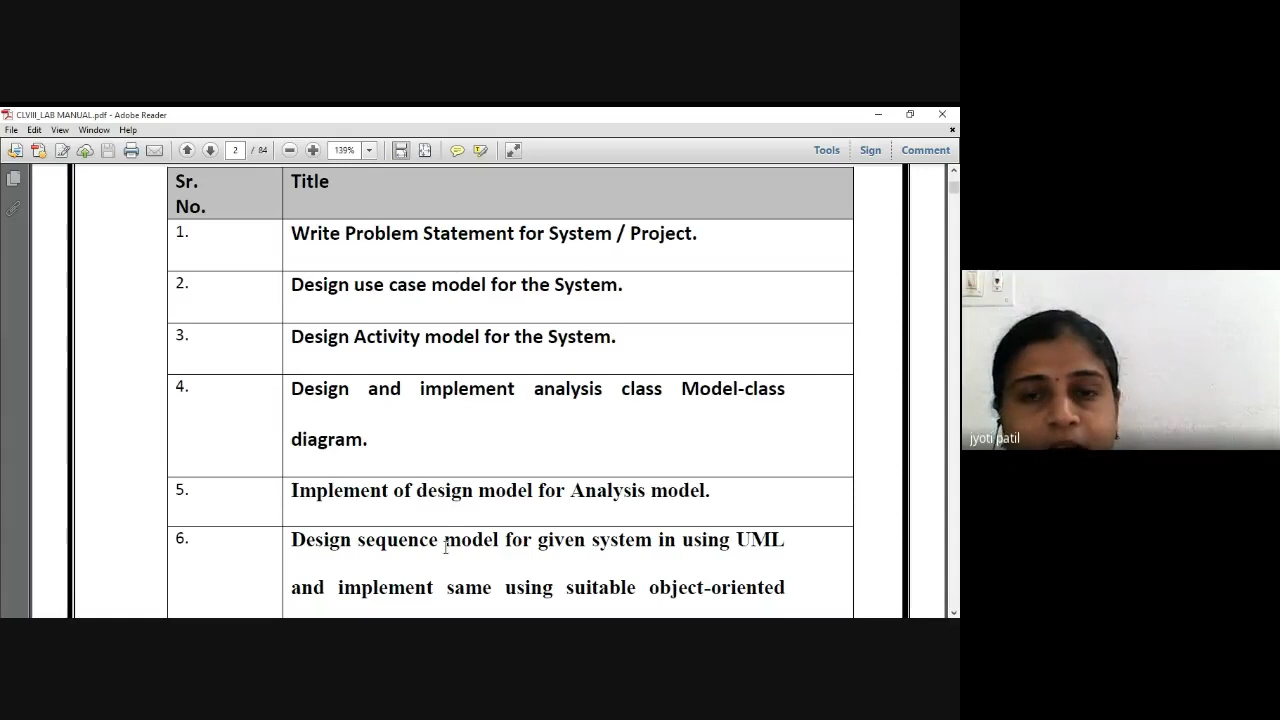 CLVIII_LAB MANUAL.pdf - Adobe Reader
File Edit View Window Help
2 / 84 139% Tools Sign Comment
Sr. Title
No.
1. Write Problem Statement for System / Project.
2. Design use case model for the System.
3. Design Activity model for the System.
4. Design and implement analysis class Model-class
diagram.
5. Implement of design model for Analysis model.
6. Design sequence model for given system in using UML
and implement same using suitable object-oriented
jyoti patil